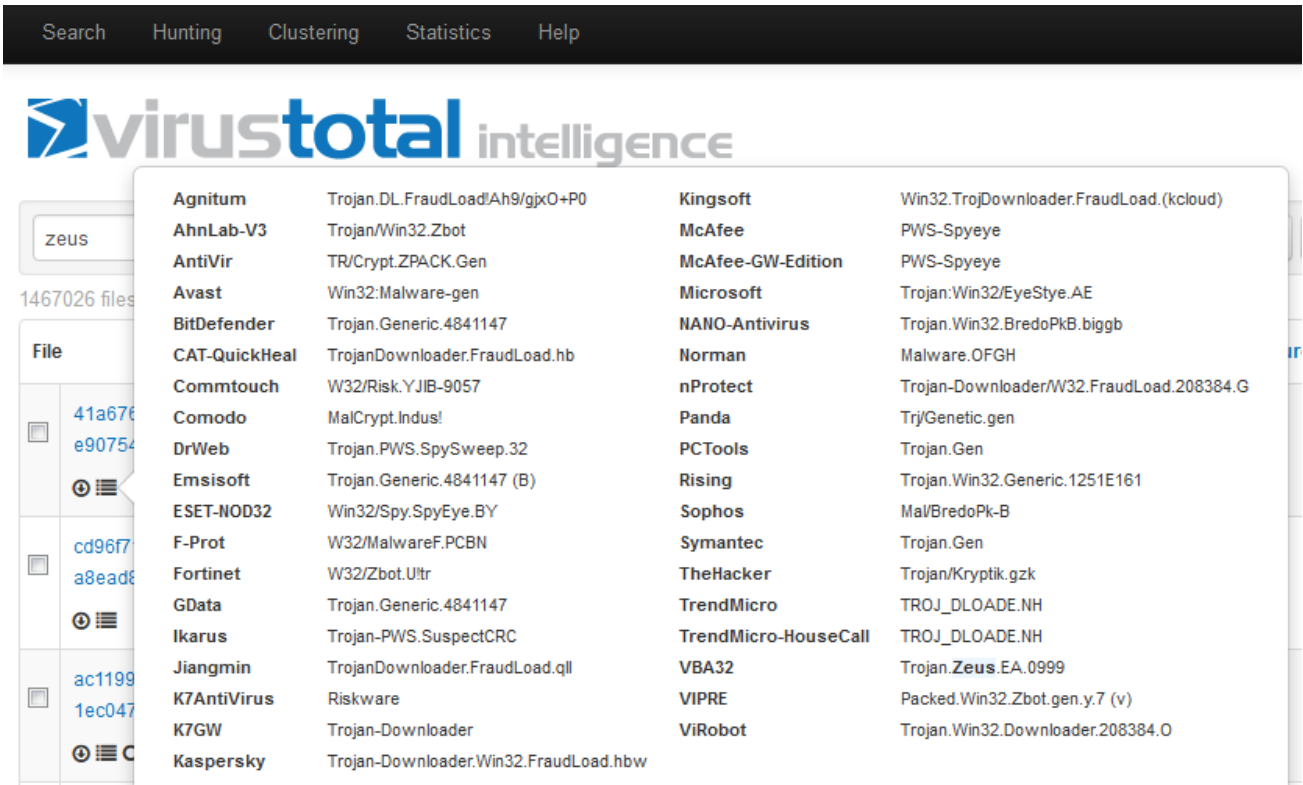 Search Hunting Clustering Statistics Help
virustotal intelligence
zeus
1467026 files
File
41a676
e90754
cd96f7
a8ead8
ac1199
1ec047
Agnitum Trojan.DL.FraudLoad!Ah9/gjxO+P0
AhnLab-V3 Trojan/Win32.Zbot
AntiVir TR/Crypt.ZPACK.Gen
Avast Win32:Malware-gen
BitDefender Trojan.Generic.4841147
CAT-QuickHeal TrojanDownloader.FraudLoad.hb
Commtouch W32/Risk.YJIB-9057
Comodo MalCrypt.Indus!
DrWeb Trojan.PWS.SpySweep.32
Emsisoft Trojan.Generic.4841147 (B)
ESET-NOD32 Win32/Spy.SpyEye.BY
F-Prot W32/MalwareF.PCBN
Fortinet W32/Zbot.U!tr
GData Trojan.Generic.4841147
Ikarus Trojan-PWS.SuspectCRC
Jiangmin TrojanDownloader.FraudLoad.qll
K7AntiVirus Riskware
K7GW Trojan-Downloader
Kaspersky Trojan-Downloader.Win32.FraudLoad.hbw
Kingsoft Win32.TrojDownloader.FraudLoad.(kcloud)
McAfee PWS-Spyeye
McAfee-GW-Edition PWS-Spyeye
Microsoft Trojan:Win32/EyeStye.AE
NANO-Antivirus Trojan.Win32.BredoPkB.biggb
Norman Malware.OFGH
nProtect Trojan-Downloader/W32.FraudLoad.208384.G
Panda Trj/Genetic.gen
PCTools Trojan.Gen
Rising Trojan.Win32.Generic.1251E161
Sophos Mal/BredoPk-B
Symantec Trojan.Gen
TheHacker Trojan/Kryptik.gzk
TrendMicro TROJ_DLOADE.NH
TrendMicro-HouseCall TROJ_DLOADE.NH
VBA32 Trojan.Zeus.EA.0999
VIPRE Packed.Win32.Zbot.gen.y.7 (v)
ViRobot Trojan.Win32.Downloader.208384.O